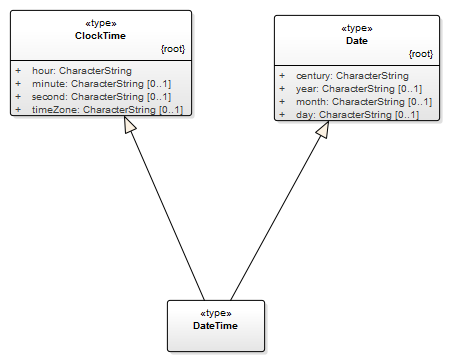 «type»
ClockTime
{root}
+ hour: CharacterString
+ minute: CharacterString [0..1]
+ second: CharacterString [0..1]
+ timeZone: CharacterString [0..1]
«type»
Date
{root}
+ century: CharacterString
+ year: CharacterString [0..1]
+ month: CharacterString [0..1]
+ day: CharacterString [0..1]
«type»
DateTime